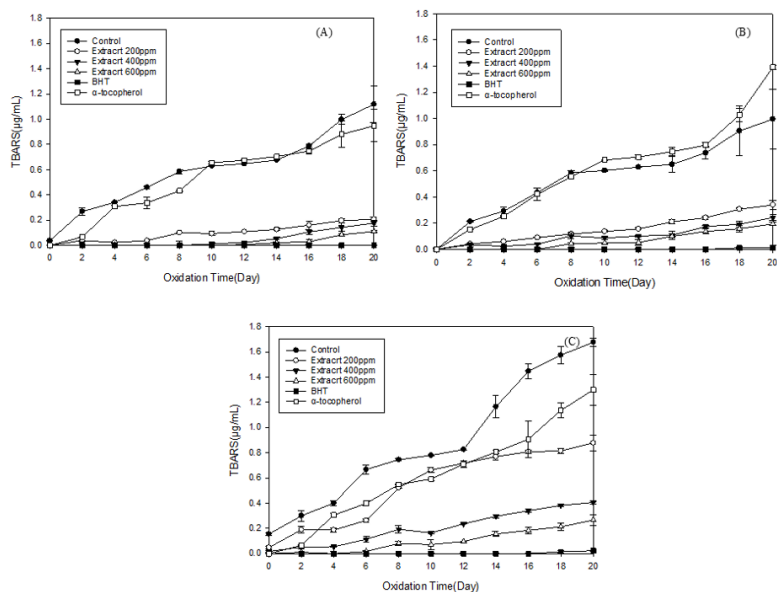 (A)
Control
Extracrt 200ppm
Extracrt 400ppm
Extracrt 600ppm
BHT
α-tocopherol
TBARS(μg/mL)
1.8
1.6
1.4
1.2
1.0
0.8
0.6
0.4
0.2
0.0
0 2 4 6 8 10 12 14 16 18 20
Oxidation Time(Day)
(B)
Control
Extracrt 200ppm
Extracrt 400ppm
Extracrt 600ppm
BHT
α-tocopherol
TBARS(μg/mL)
1.8
1.6
1.4
1.2
1.0
0.8
0.6
0.4
0.2
0.0
0 2 4 6 8 10 12 14 16 18 20
Oxidation Time(Day)
(C)
Control
Extracrt 200ppm
Extracrt 400ppm
Extracrt 600ppm
BHT
α-tocopherol
TBARS(μg/mL)
1.8
1.6
1.4
1.2
1.0
0.8
0.6
0.4
0.2
0.0
0 2 4 6 8 10 12 14 16 18 20
Oxidation Time(Day)